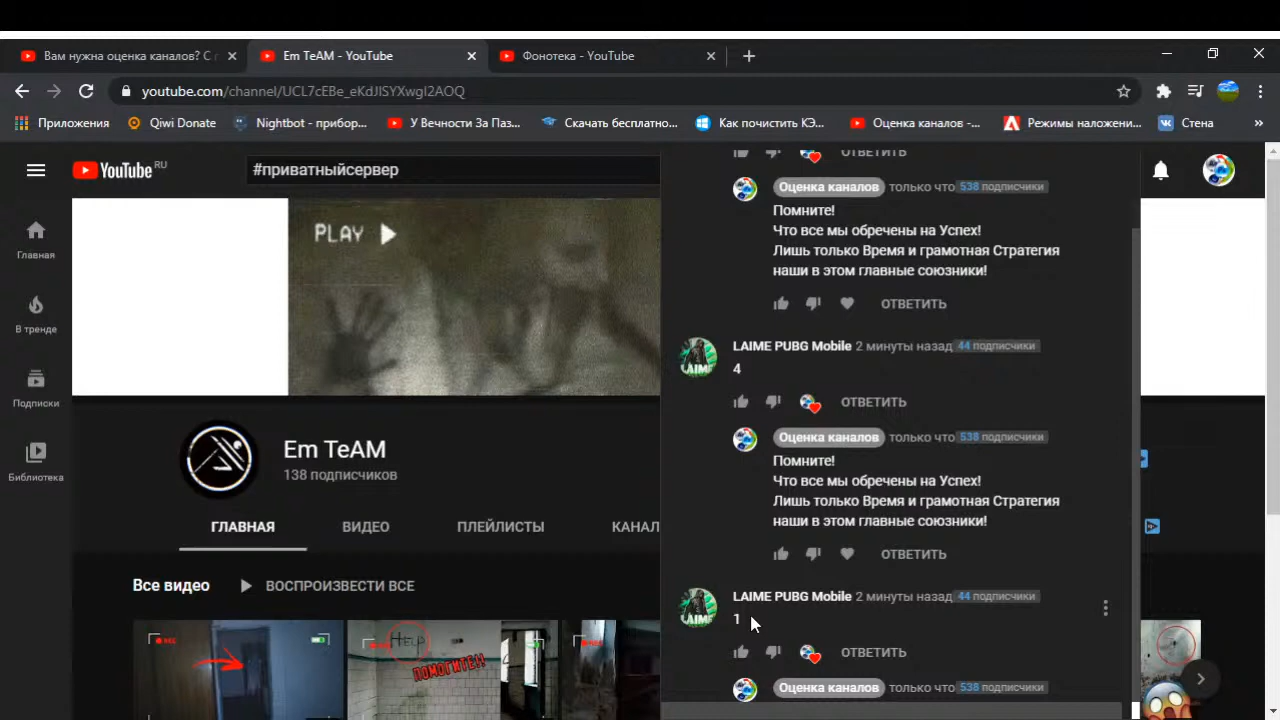 Вам нужна оценка каналов? С г
Em TeAM - YouTube
Фонотека - YouTube
youtube.com/channel/UCL7cEBe_eKdJlSYXwgI2AOQ
Приложения
Qiwi Donate
Nightbot - прибор...
У Вечности За Паз...
Скачать бесплатно...
Как почистить КЭ...
Оценка каналов -...
Режимы наложени...
Стена
»
YouTube RU
#приватныйсервер
Главная
В тренде
Подписки
Библиотека
PLAY
Em TeAM
138 подписчиков
ГЛАВНАЯ
ВИДЕО
ПЛЕЙЛИСТЫ
КАНАЛ
Все видео
ВОСПРОИЗВЕСТИ ВСЕ
REC
HELP
ПОМОГИТЕ!!
ОТВЕТИТЬ
Оценка каналов только что 538 подписчики
Помните!
Что все мы обречены на Успех!
Лишь только Время и грамотная Стратегия
наши в этом главные союзники!
ОТВЕТИТЬ
LAIME PUBG Mobile 2 минуты назад 44 подписчики
4
ОТВЕТИТЬ
Оценка каналов только что 538 подписчики
Помните!
Что все мы обречены на Успех!
Лишь только Время и грамотная Стратегия
наши в этом главные союзники!
ОТВЕТИТЬ
LAIME PUBG Mobile 2 минуты назад 44 подписчики
1
ОТВЕТИТЬ
Оценка каналов только что 538 подписчики